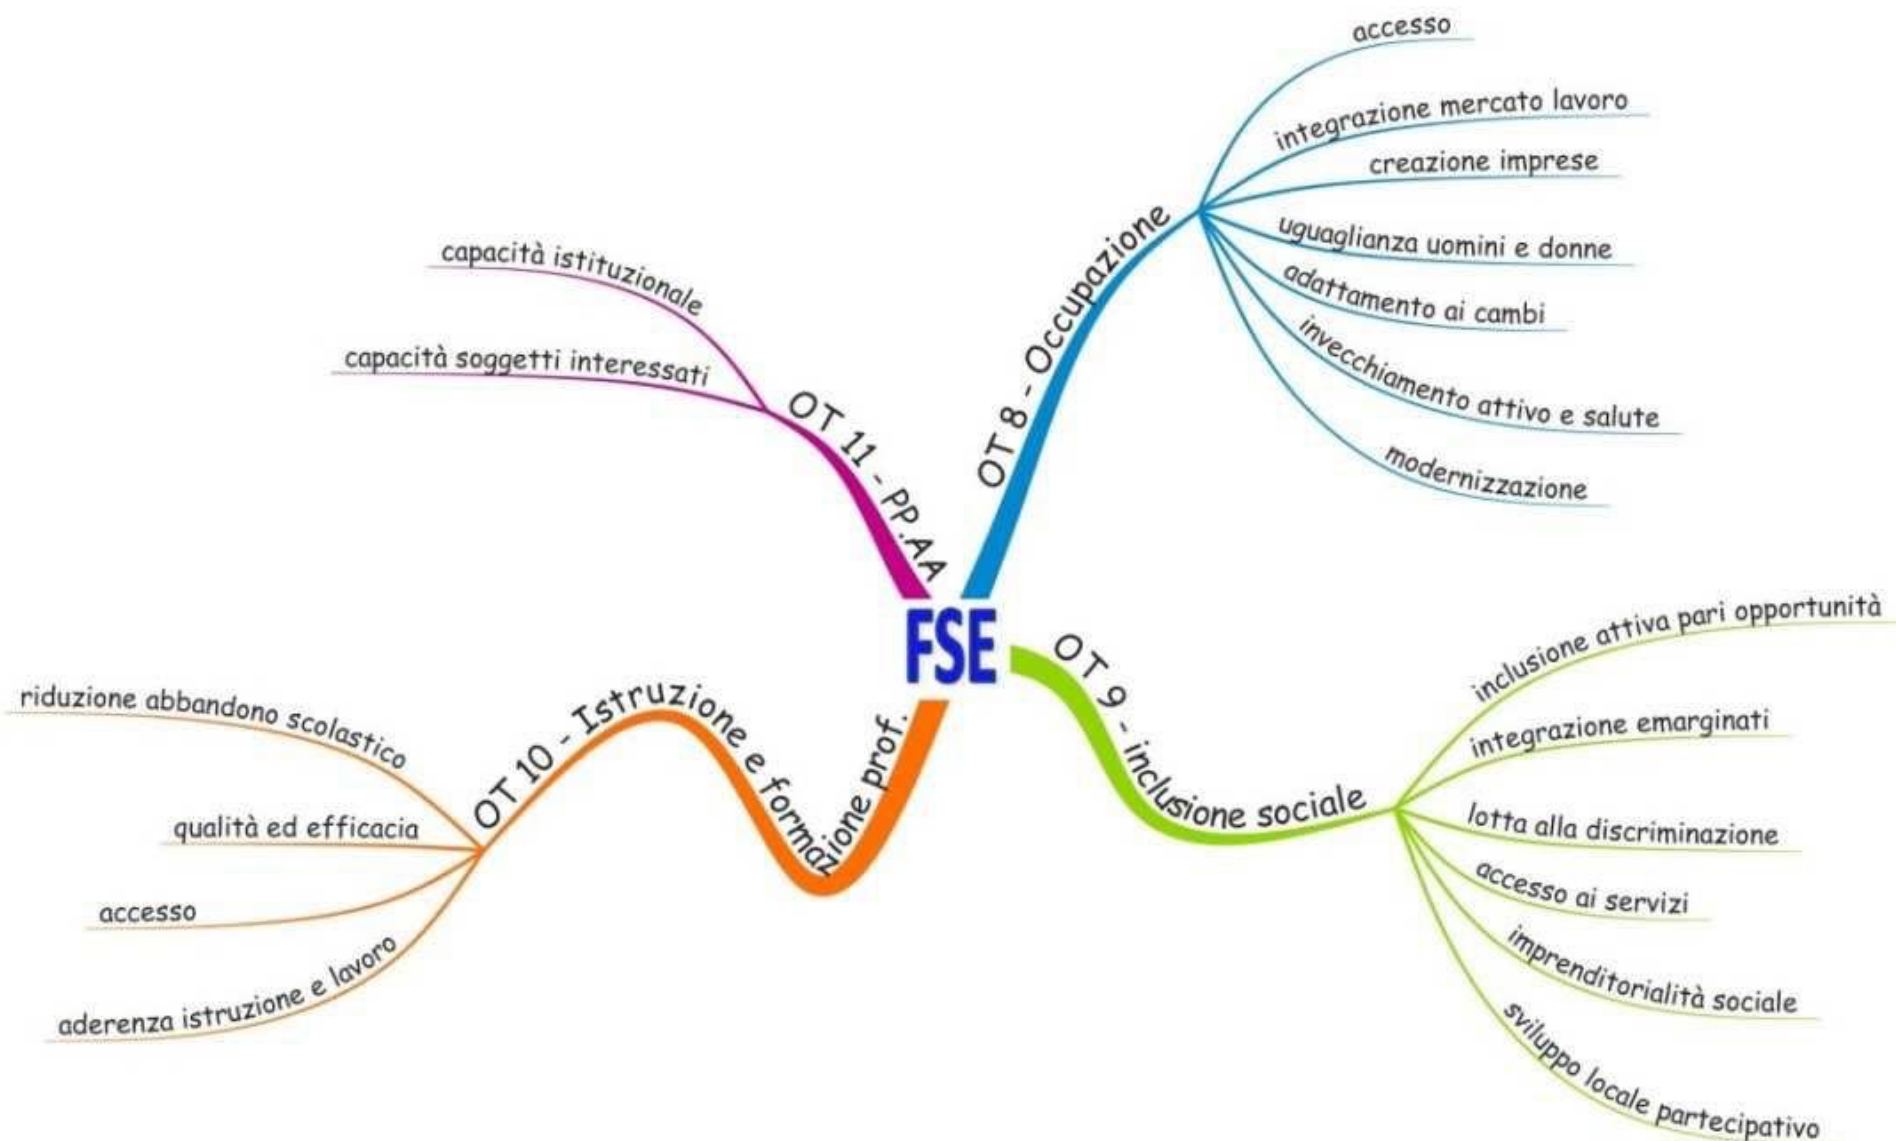 FSE
OT 8 - Occupazione
accesso
integrazione mercato lavoro
creazione imprese
uguaglianza uomini e donne
adattamento ai cambi
invecchiamento attivo e salute
modernizzazione
OT 9 - inclusione sociale
inclusione attiva pari opportunità
integrazione emarginati
lotta alla discriminazione
accesso ai servizi
imprenditorialità sociale
sviluppo locale partecipativo
OT 10 - Istruzione e formazione prof.
riduzione abbandono scolastico
qualità ed efficacia
accesso
aderenza istruzione e lavoro
OT 11 - PP.AA
capacità istituzionale
capacità soggetti interessati